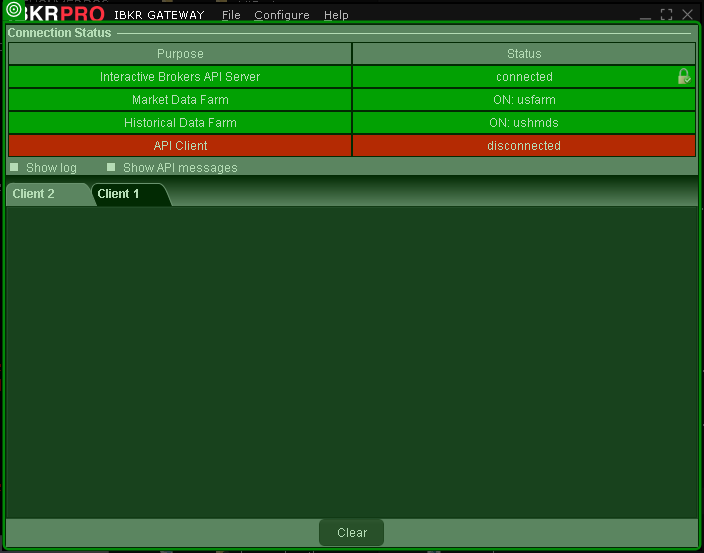 IBKRPRO IBKR GATEWAY File Configure Help
Connection Status
Purpose Status
Interactive Brokers API Server connected
Market Data Farm ON: usfarm
Historical Data Farm ON: ushmds
API Client disconnected
Show log Show API messages
Client 2 Client 1
Clear